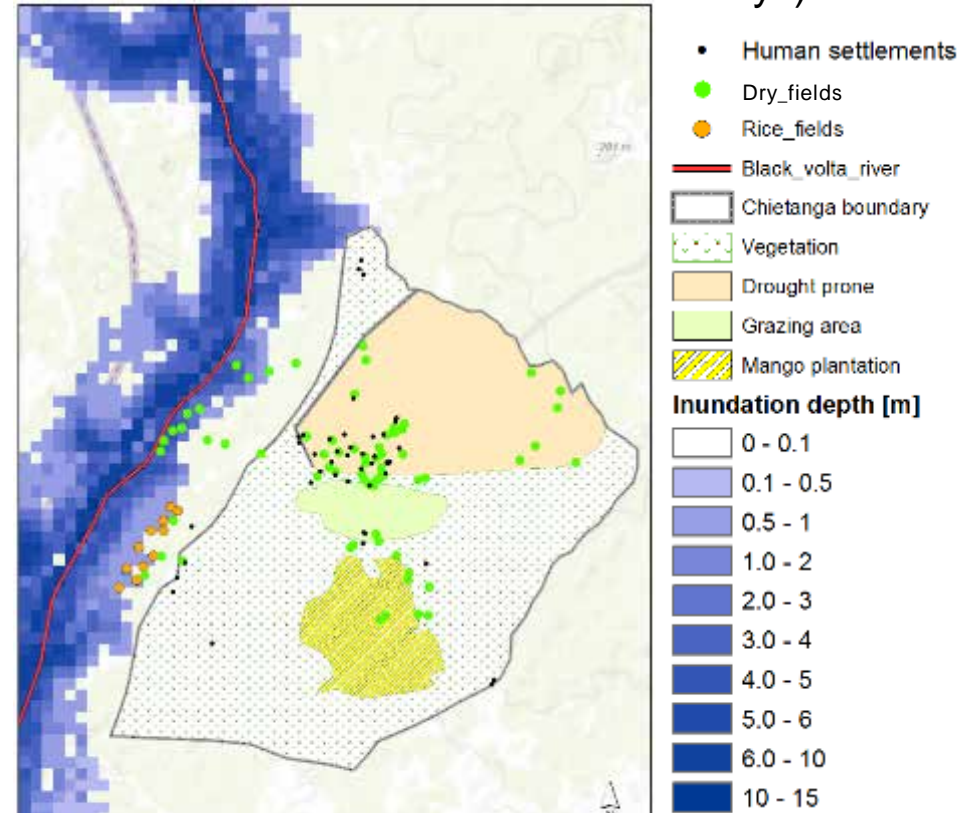 y
Human settlements
Dry_fields
Rice_fields
Black_volta_river
Chietanga boundary
Vegetation
Drought prone
Grazing area
Mango plantation
Inundation depth [m]
0 - 0.1
0.1 - 0.5
0.5 - 1
1.0 - 2
2.0 - 3
3.0 - 4
4.0 - 5
5.0 - 6
6.0 - 10
10 - 15